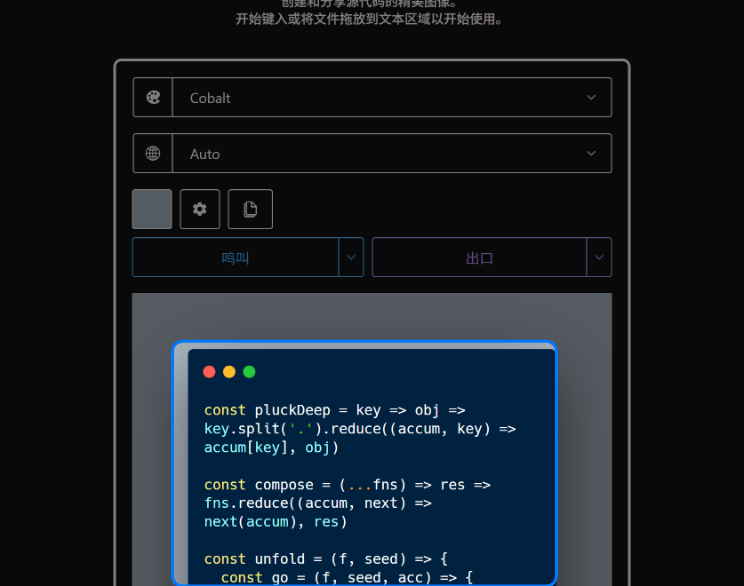 创建和分享源代码的精美图像。
开始键入或将文件拖放到文本区域以开始使用。
Cobalt
Auto
鸣叫
出口
const pluckDeep = key => obj =>
key.split('.').reduce((accum, key) =>
accum[key], obj)
const compose = (...fns) => res =>
fns.reduce((accum, next) =>
next(accum), res)
const unfold = (f, seed) => {
const go = (f, seed, acc) => {